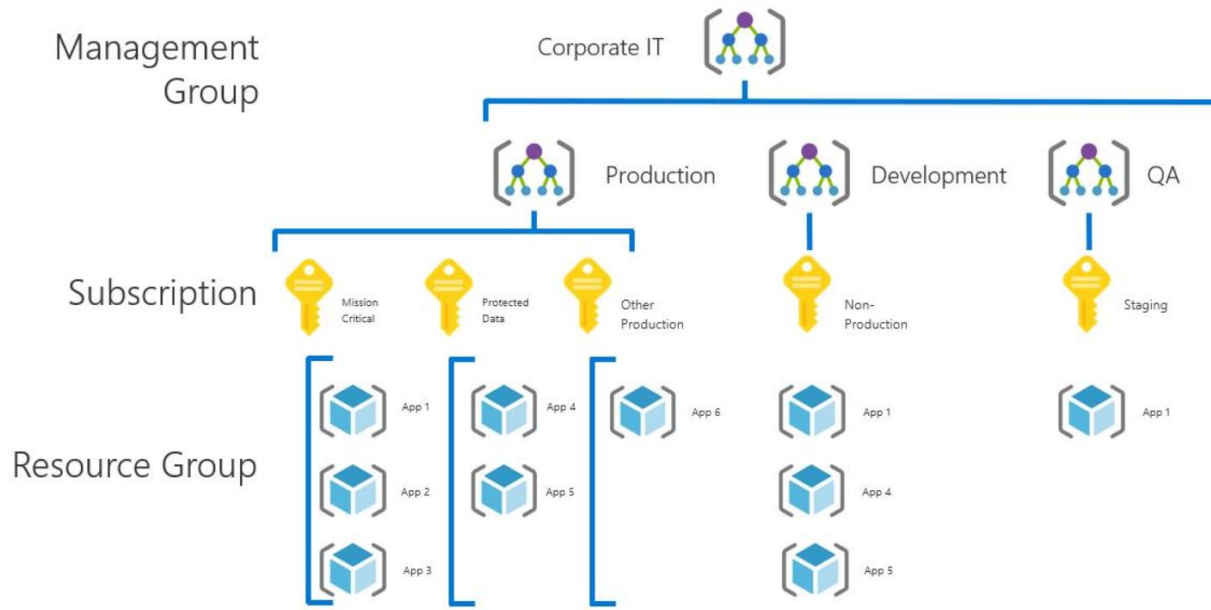 Management
Group
Corporate IT
Production
Development
QA
Subscription
Mission
Critical
Protected
Data
Other
Production
Non-
Production
Staging
Resource Group
App 1
App 4
App 6
App 1
App 1
App 2
App 5
App 4
App 3
App 5